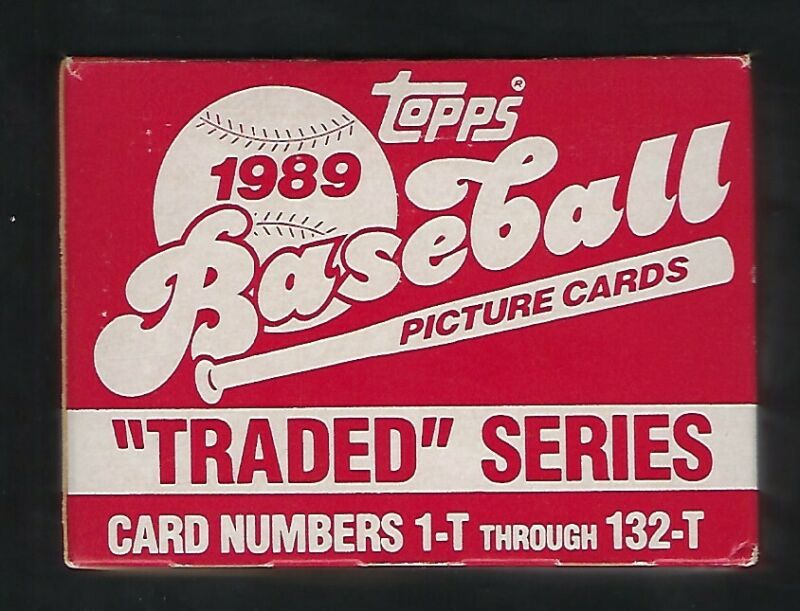 Topps®
1989
Baseball
PICTURE CARDS
"TRADED" SERIES
CARD NUMBERS 1-T THROUGH 132-T